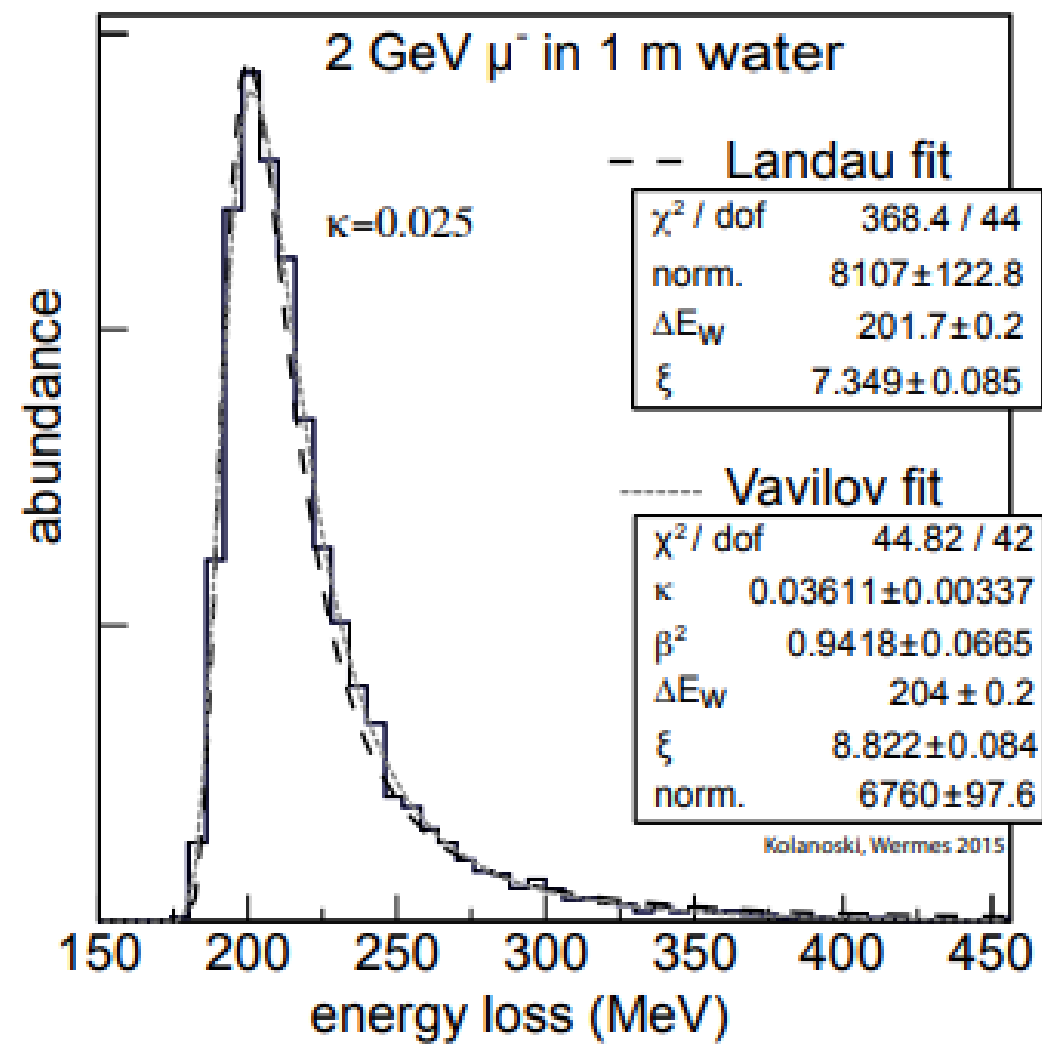 2 GeV μ⁻ in 1 m water
Landau fit
χ² / dof 368.4 / 44
norm. 8107±122.8
ΔE_W 201.7±0.2
ξ 7.349±0.085
κ=0.025
Vavilov fit
χ² / dof 44.82 / 42
κ 0.03611±0.00337
β² 0.9418±0.0665
ΔE_W 204 ± 0.2
ξ 8.822±0.084
norm. 6760±97.6
Kolanoski, Wermes 2015
abundance
150 200 250 300 350 400 450
energy loss (MeV)